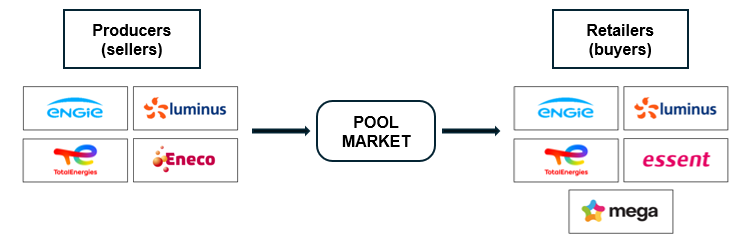 Producers
(sellers)
Retailers
(buyers)
ENGIE
luminus
TotalEnergies
Eneco
POOL
MARKET
ENGIE
luminus
TotalEnergies
essent
mega